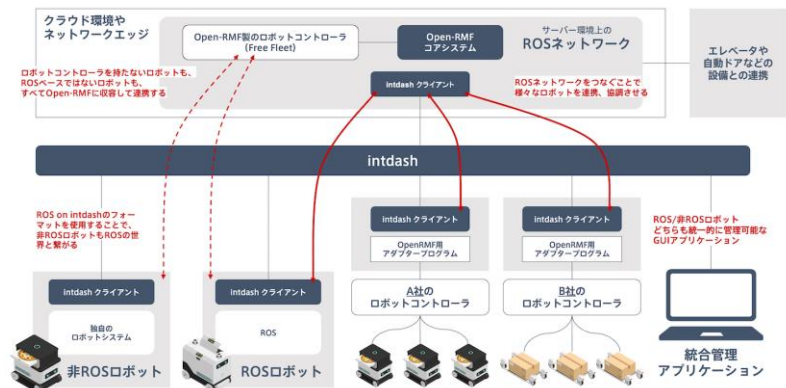 クラウド環境や
ネットワークエッジ
Open-RMF製のロボットコントローラ
(Free Fleet)
Open-RMF
コアシステム
サーバー環境上の
ROSネットワーク
エレベータや
自動ドアなどの
設備との連携
ロボットコントローラを持たないロボットも、
ROSベースではないロボットも、
すべてOpen-RMFに収容して連携する
intdash クライアント
ROSネットワークをつなぐことで
様々なロボットを連携、協調させる
intdash
ROS on intdashのフォー
マットを使用することで、
非ROSロボットもROSの世
界と繋がる
intdash クライアント
独自の
ロボットシステム
非ROSロボット
intdash クライアント
ROS
ROSロボット
intdash クライアント
OpenRMF用
アダプタープログラム
A社の
ロボットコントローラ
intdash クライアント
OpenRMF用
アダプタープログラム
B社の
ロボットコントローラ
ROS/非ROSロボット
どちらも統一的に管理可能な
GUIアプリケーション
統合管理
アプリケーション